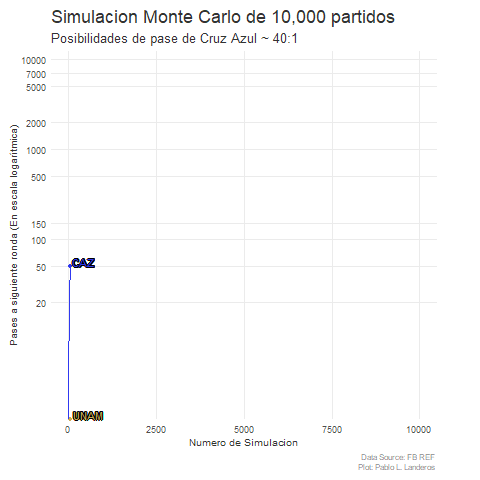 Simulacion Monte Carlo de 10,000 partidos
Posibilidades de pase de Cruz Azul ~ 40:1
Pases a siguiente ronda (En escala logaritmica)
10000
7000
5000
2000
1000
500
150
100
50
20
CAZ
UNAM
0
2500
5000
7500
10000
Numero de Simulacion
Data Source: FB REF
Plot: Pablo L. Landeros